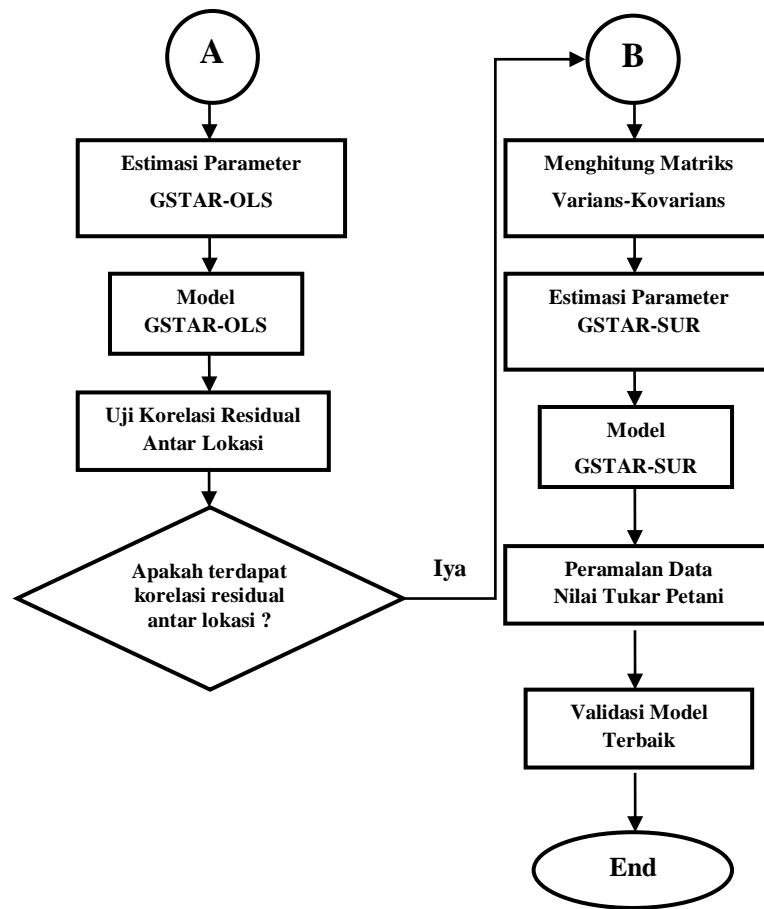 A
Estimasi Parameter
GSTAR-OLS
Model
GSTAR-OLS
Uji Korelasi Residual
Antar Lokasi
Apakah terdapat
korelasi residual
antar lokasi ?
Iya
B
Menghitung Matriks
Varians-Kovarians
Estimasi Parameter
GSTAR-SUR
Model
GSTAR-SUR
Peramalan Data
Nilai Tukar Petani
Validasi Model
Terbaik
End